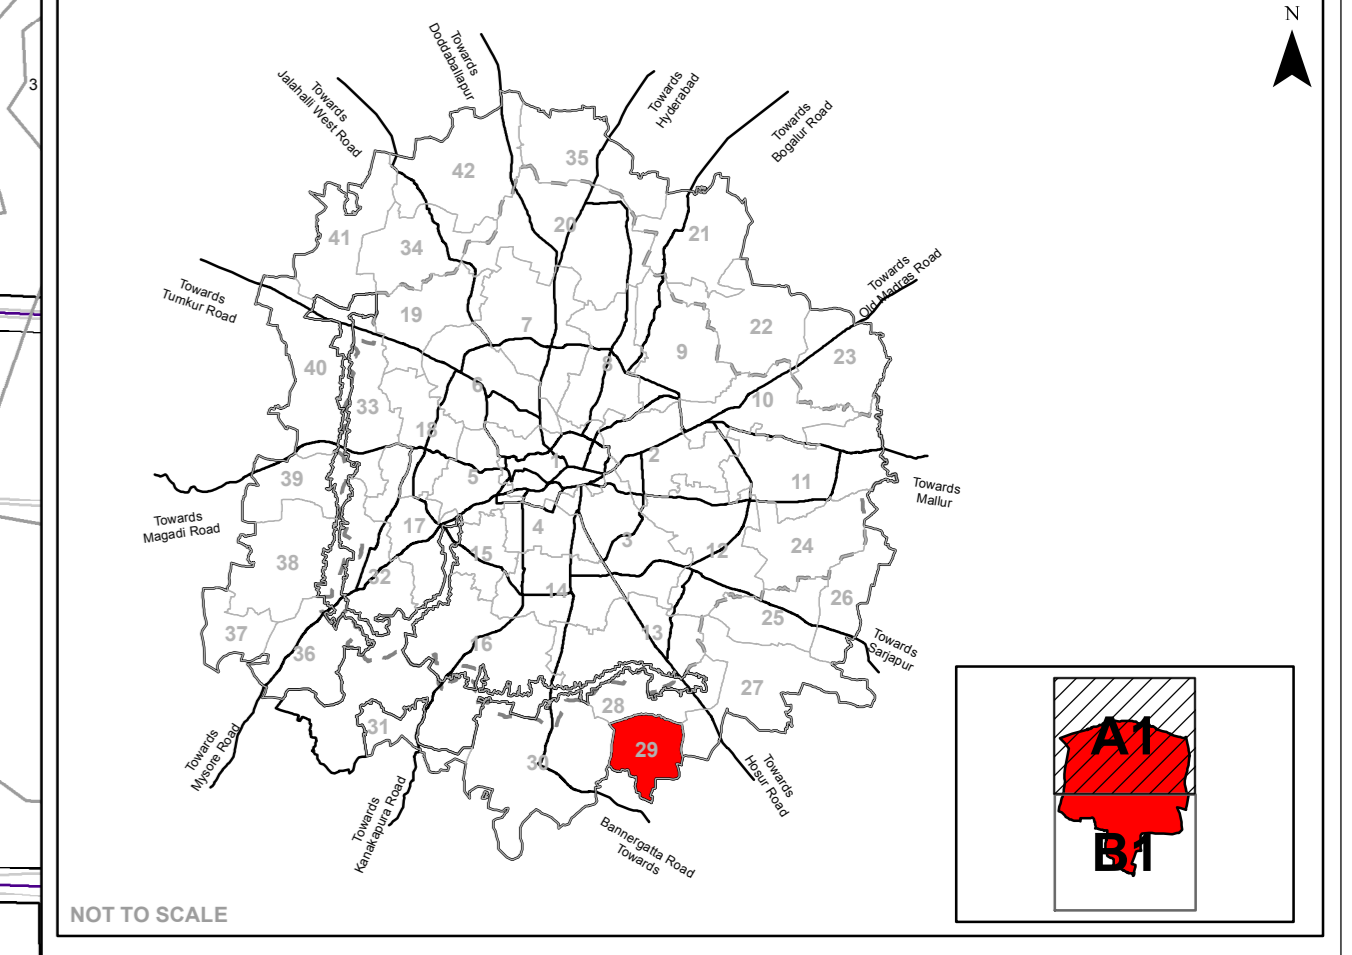 N
3
Towards
Doddaballapur
Towards
Jalahalli West Road
Towards
Hyderabad
Towards
Bogalur Road
42
35
20
41
34
21
Towards
Old Madras Road
Towards
Tumkur Road
19
7
22
9
8
23
40
6
33
10
18
1
2
5
39
11
Towards
Mallur
Towards
Magadi Road
17
4
3
15
12
24
38
32
14
26
25
37
13
16
36
Towards
Sarjapur
27
28
31
29
30
Towards
Mysore Road
Towards
Kanakapura Road
Towards
Hosur Road
Bannergatta Road
Towards
A1
B1
NOT TO SCALE